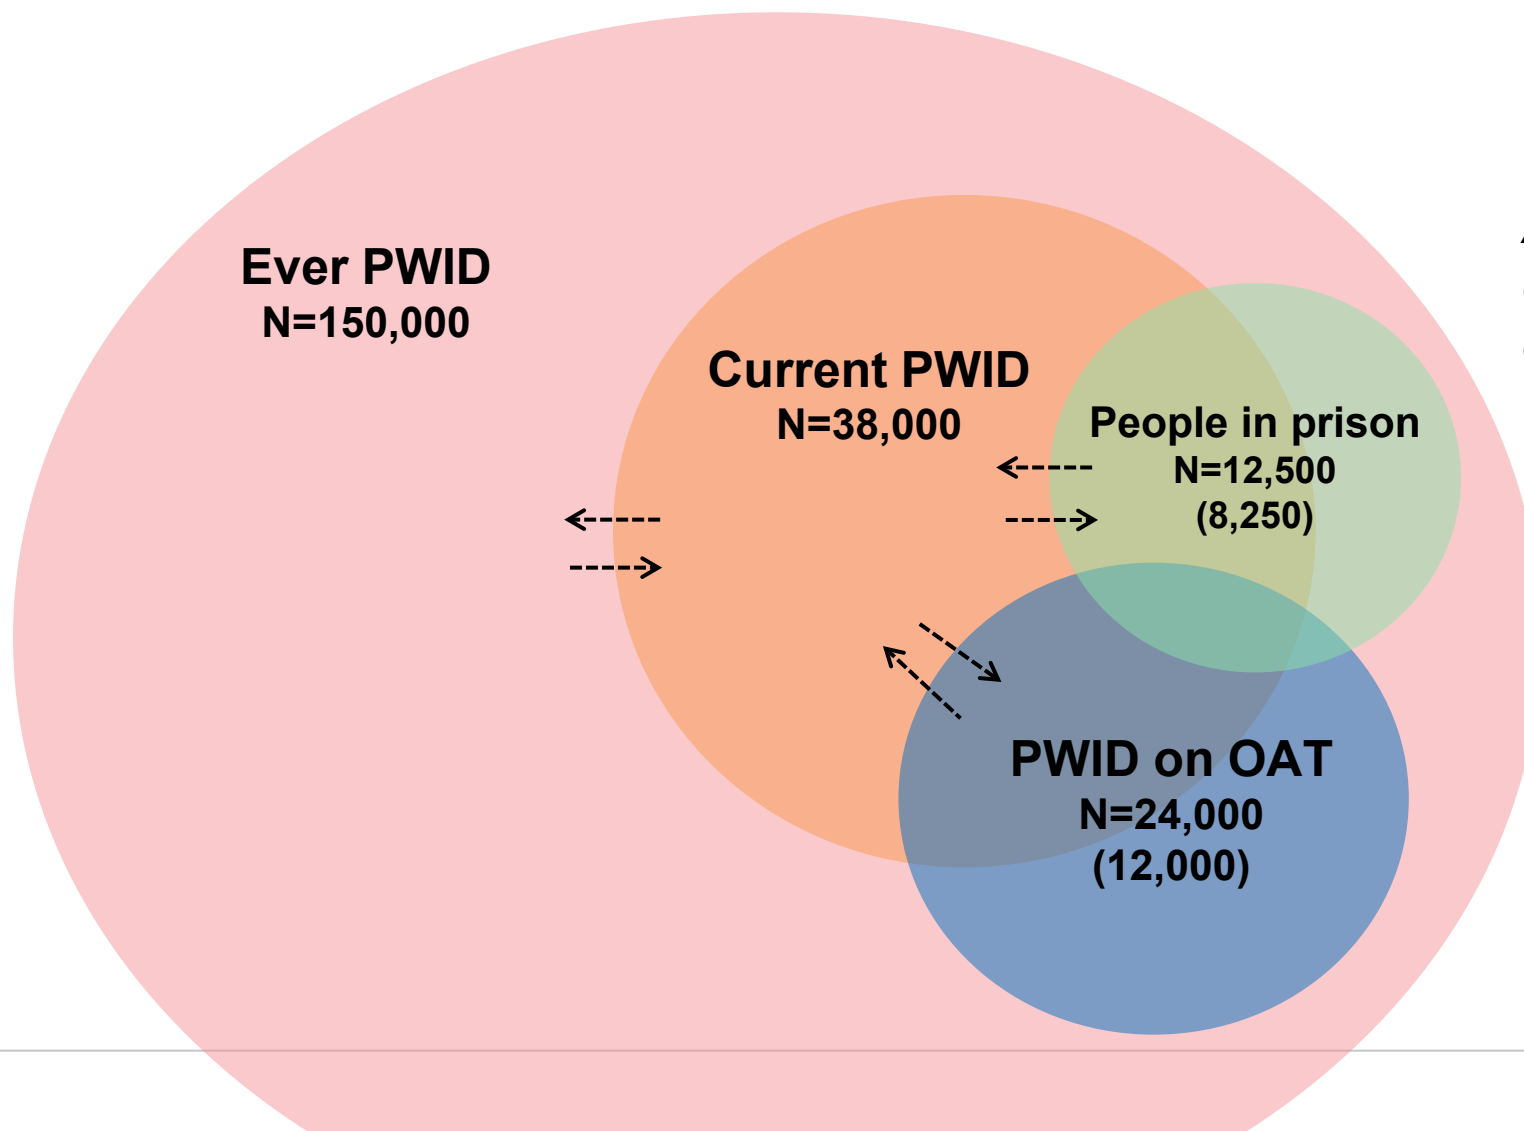 Ever PWID
N=150,000
Current PWID
N=38,000
People in prison
N=12,500
(8,250)
PWID on OAT
N=24,000
(12,000)